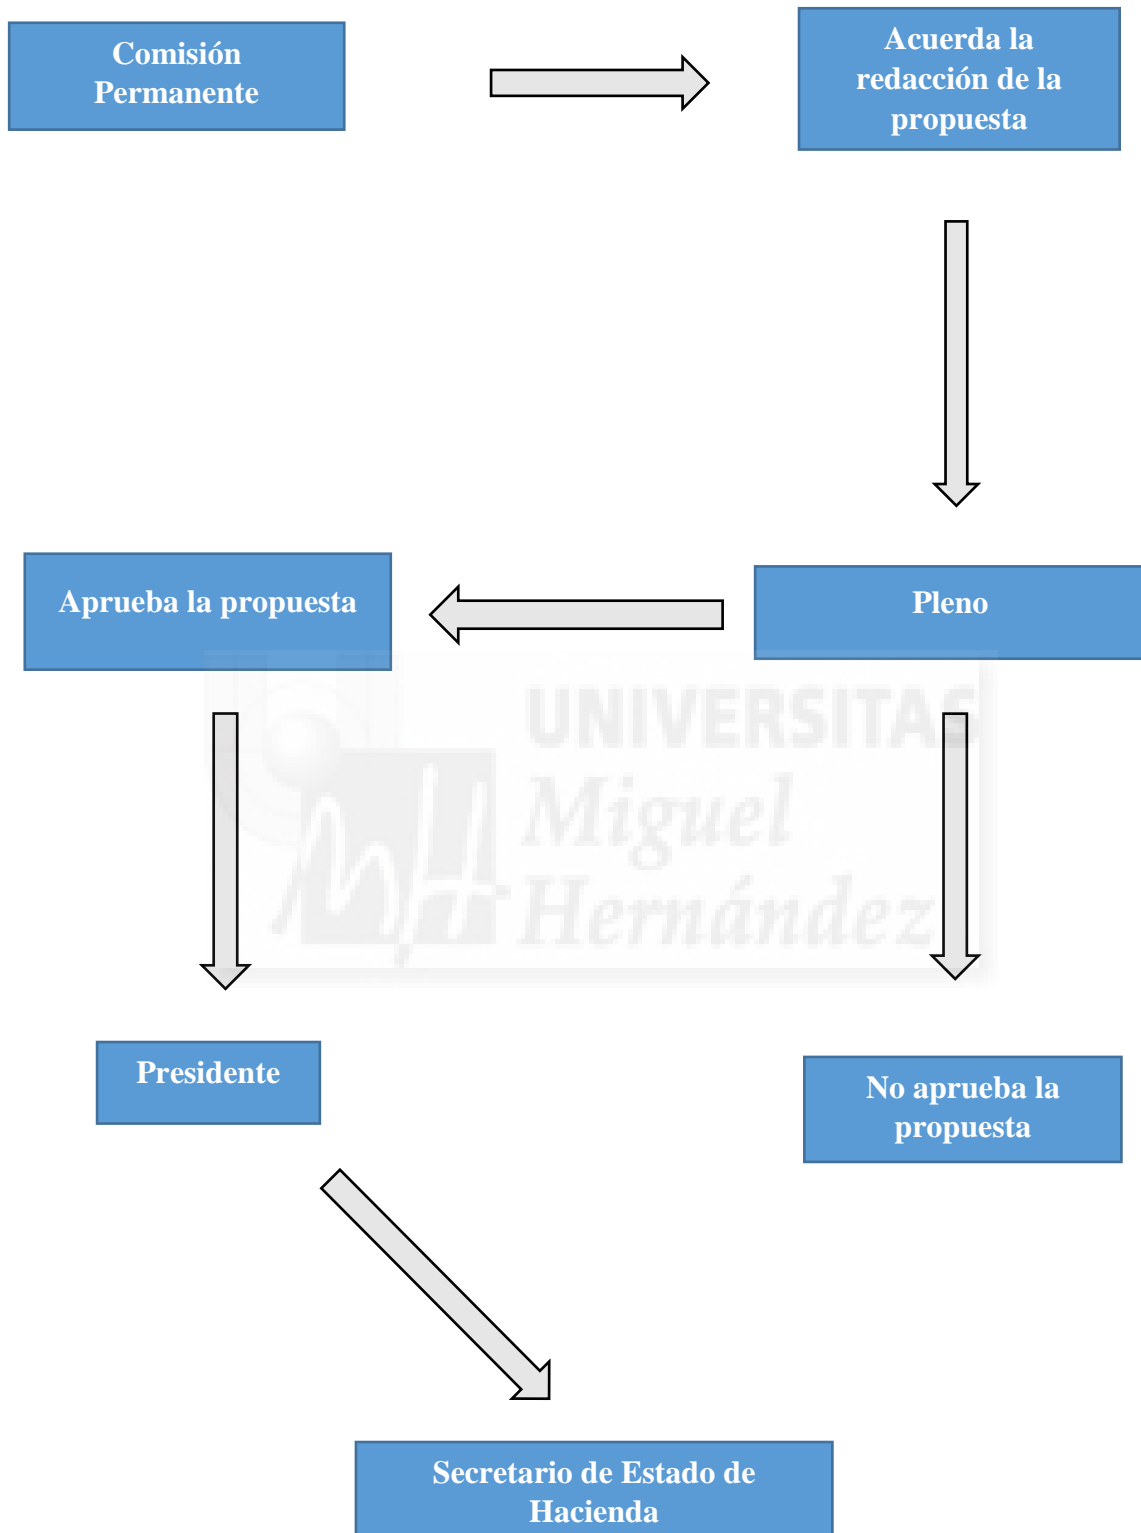 Comisión
Permanente
Acuerda la
redacción de la
propuesta
Aprueba la propuesta
Pleno
UNIVERSITAS
Miguel
Hernández
Presidente
No aprueba la
propuesta
Secretario de Estado de
Hacienda